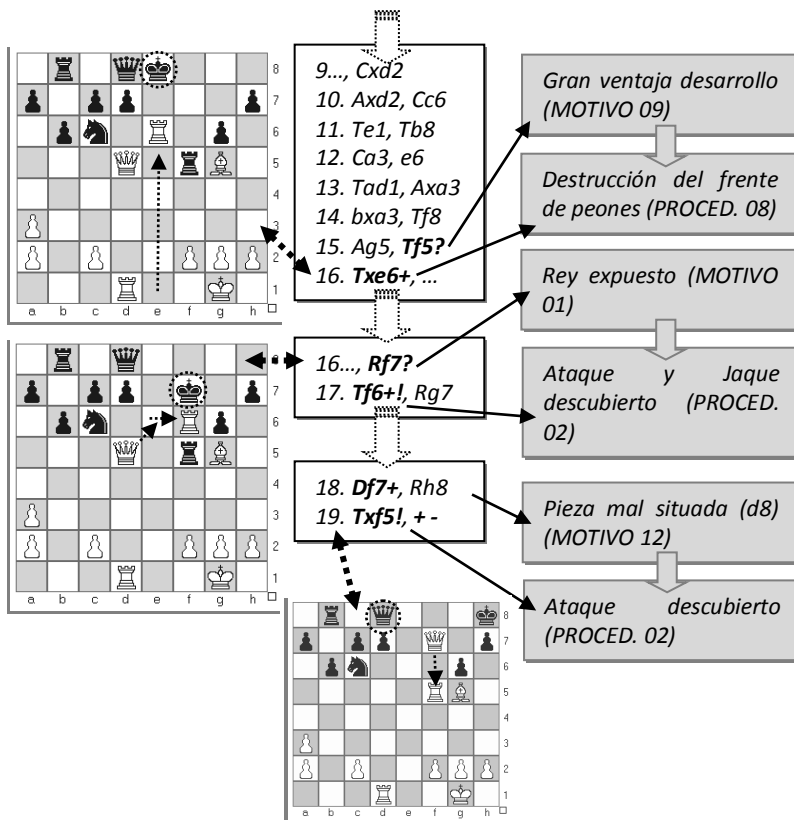 9..., Cxd2
10. Axd2, Cc6
11. Te1, Tb8
12. Ca3, e6
13. Tad1, Axa3
14. bxa3, Tf8
15. Ag5, Tf5?
16. Txe6+, ...
Gran ventaja desarrollo
(MOTIVO 09)
Destrucción del frente
de peones (PROCED. 08)
8
7
6
5
4
3
2
1
a b c d e f g h
16..., Rf7?
17. Tf6+!, Rg7
Rey expuesto (MOTIVO
01)
Ataque y Jaque
descubierto (PROCED.
02)
8
7
6
5
4
3
2
1
a b c d e f g h
18. Df7+, Rh8
19. Txf5!, + -
Pieza mal situada (d8)
(MOTIVO 12)
Ataque descubierto
(PROCED. 02)
8
7
6
5
4
3
2
1
a b c d e f g h